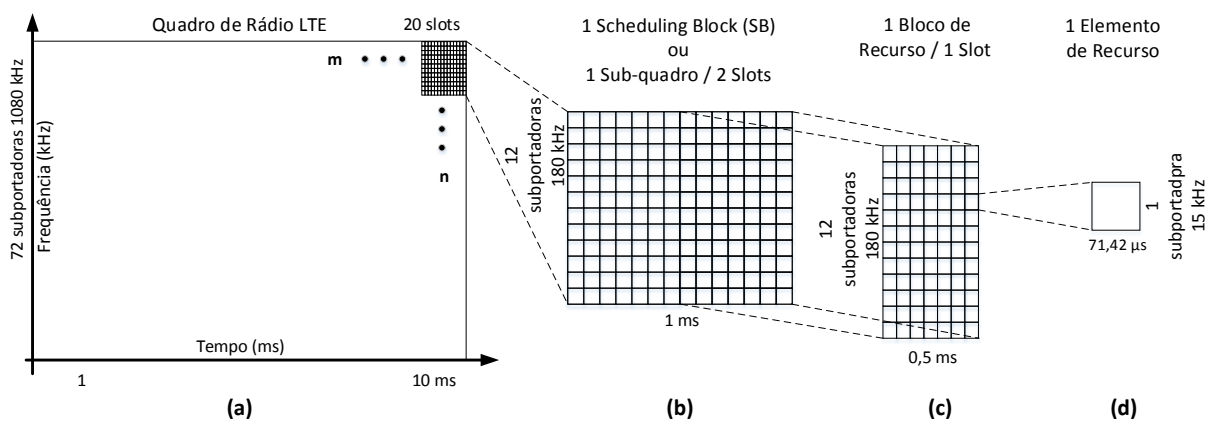 Quadro de Rádio LTE
20 slots
m
n
72 subportadoras 1080 kHz
Frequência (kHz)
Tempo (ms)
1
10 ms
(a)
1 Scheduling Block (SB)
ou
1 Sub-quadro / 2 Slots
12
subportadoras
180 kHz
1 ms
(b)
1 Bloco de
Recurso / 1 Slot
12
subportadoras
180 kHz
0,5 ms
(c)
1 Elemento
de Recurso
71,42 µs
1
subportadpra
15 kHz
(d)